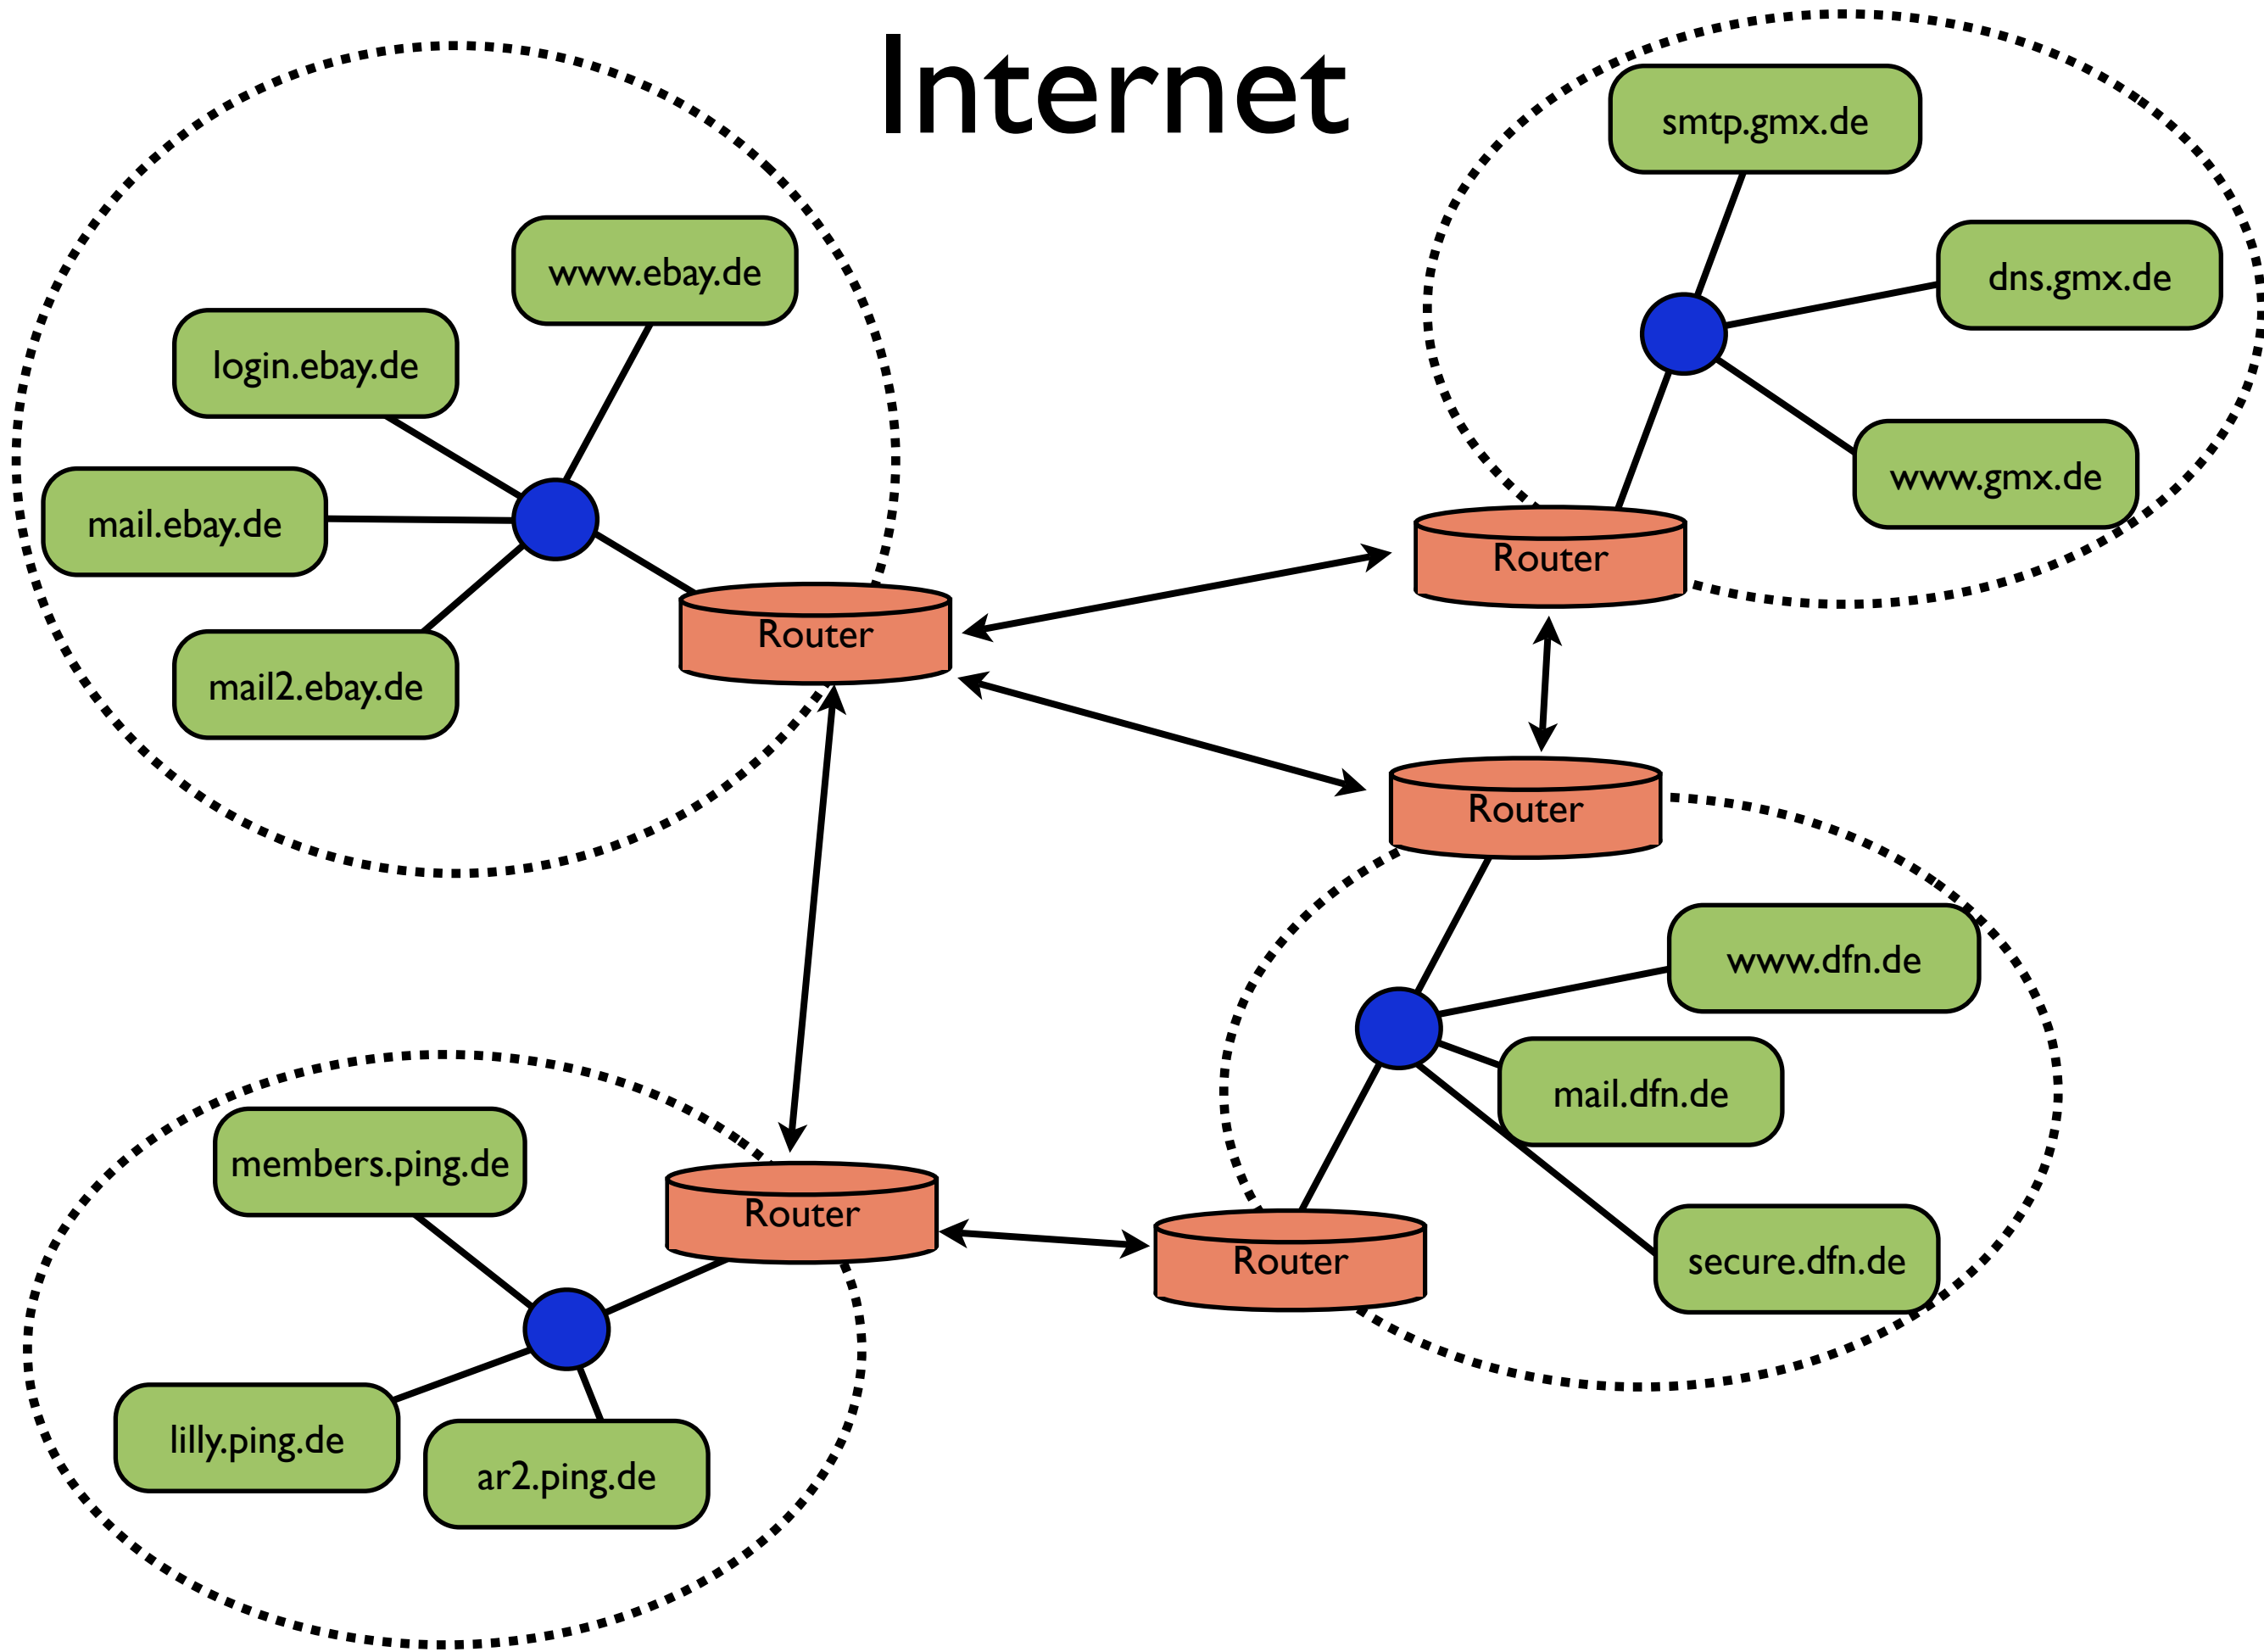 Internet
smtp.gmx.de
www.ebay.de
dns.gmx.de
login.ebay.de
www.gmx.de
mail.ebay.de
Router
Router
mail2.ebay.de
Router
www.dfn.de
mail.dfn.de
members.ping.de
Router
Router
secure.dfn.de
lilly.ping.de
ar2.ping.de